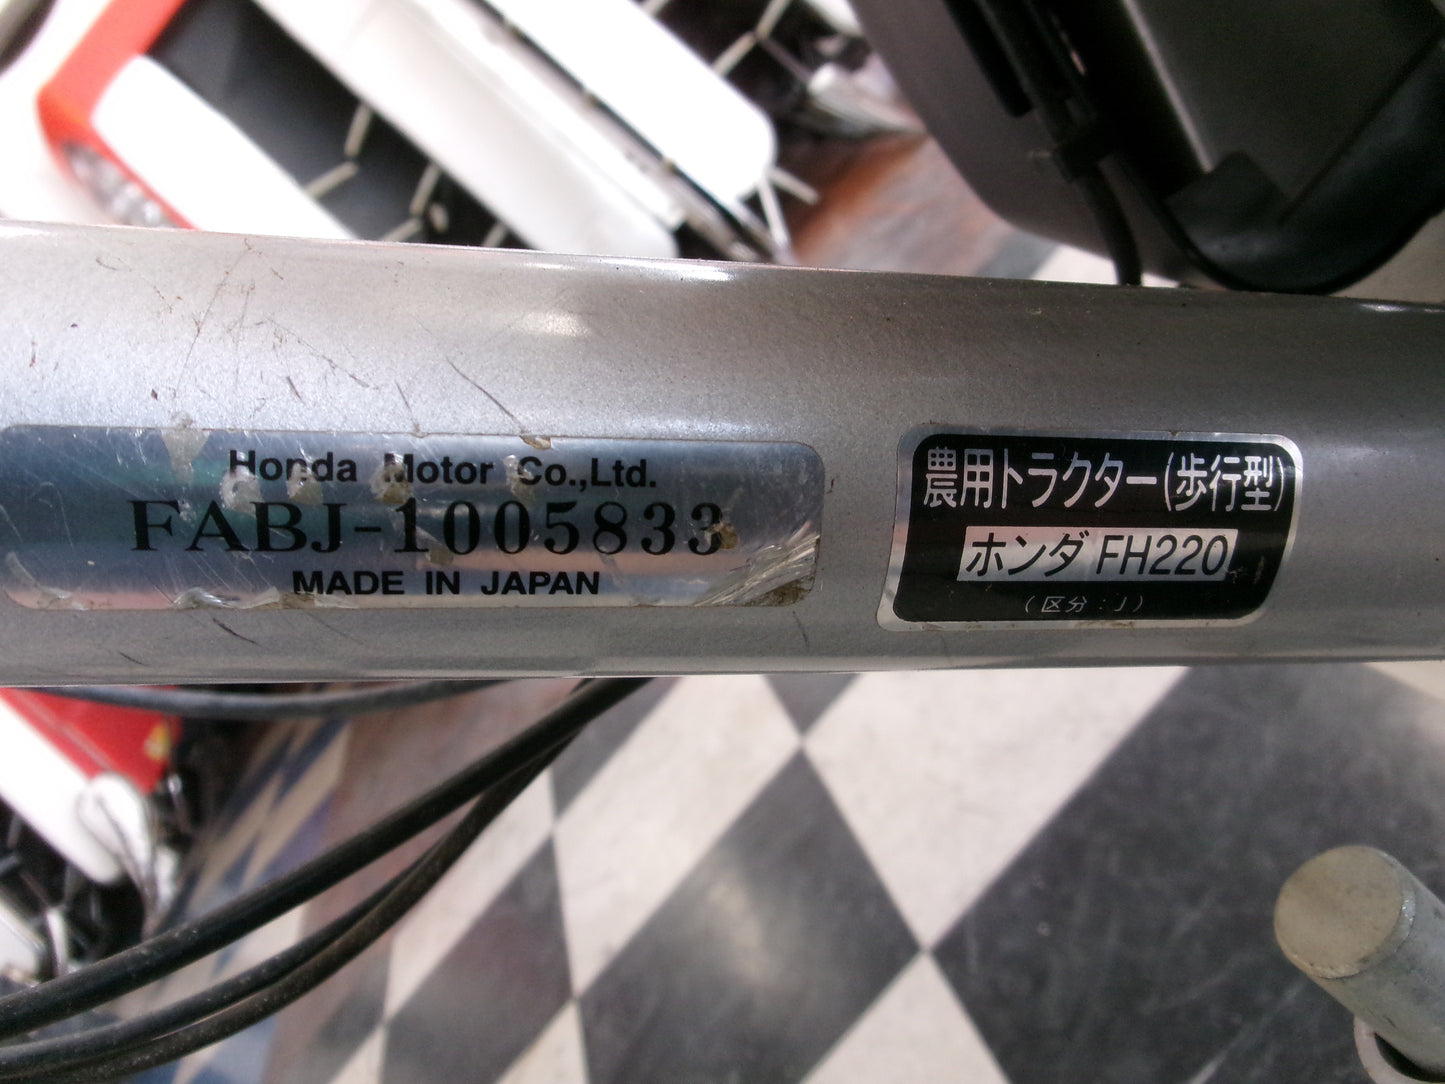 Honda Motor Co.,Ltd.
FABJ-1005833
MADE IN JAPAN
農用トラクター(歩行型)
ホンダ FH220
(区分:J)